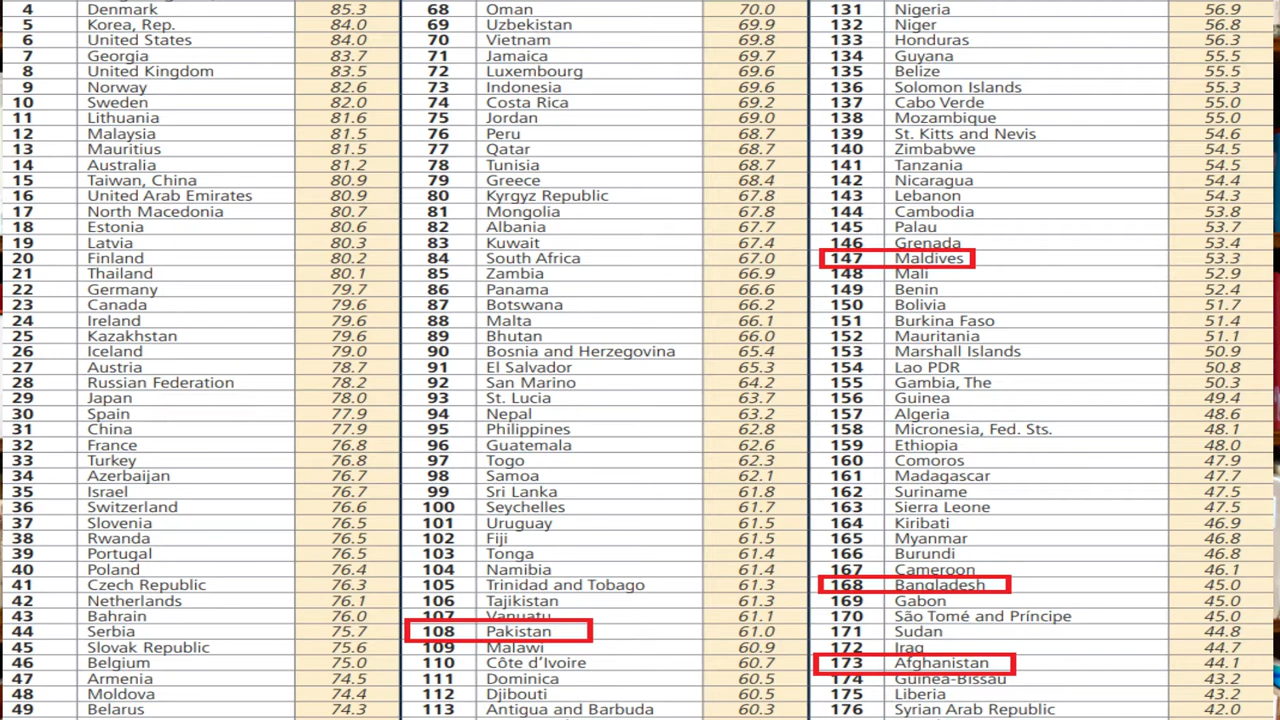 4 Denmark 85.3
5 Korea, Rep. 84.0
6 United States 84.0
7 Georgia 83.7
8 United Kingdom 83.5
9 Norway 82.6
10 Sweden 82.0
11 Lithuania 81.6
12 Malaysia 81.5
13 Mauritius 81.5
14 Australia 81.2
15 Taiwan, China 80.9
16 United Arab Emirates 80.9
17 North Macedonia 80.7
18 Estonia 80.6
19 Latvia 80.3
20 Finland 80.2
21 Thailand 80.1
22 Germany 79.7
23 Canada 79.6
24 Ireland 79.6
25 Kazakhstan 79.6
26 Iceland 79.0
27 Austria 78.7
28 Russian Federation 78.2
29 Japan 78.0
30 Spain 77.9
31 China 77.9
32 France 76.8
33 Turkey 76.8
34 Azerbaijan 76.7
35 Israel 76.7
36 Switzerland 76.6
37 Slovenia 76.5
38 Rwanda 76.5
39 Portugal 76.5
40 Poland 76.4
41 Czech Republic 76.3
42 Netherlands 76.1
43 Bahrain 76.0
44 Serbia 75.7
45 Slovak Republic 75.6
46 Belgium 75.0
47 Armenia 74.5
48 Moldova 74.4
49 Belarus 74.3
68 Oman 70.0
69 Uzbekistan 69.9
70 Vietnam 69.8
71 Jamaica 69.7
72 Luxembourg 69.6
73 Indonesia 69.6
74 Costa Rica 69.2
75 Jordan 69.0
76 Peru 68.7
77 Qatar 68.7
78 Tunisia 68.7
79 Greece 68.4
80 Kyrgyz Republic 67.8
81 Mongolia 67.8
82 Albania 67.7
83 Kuwait 67.4
84 South Africa 67.0
85 Zambia 66.9
86 Panama 66.6
87 Botswana 66.2
88 Malta 66.1
89 Bhutan 66.0
90 Bosnia and Herzegovina 65.4
91 El Salvador 65.3
92 San Marino 64.2
93 St. Lucia 63.7
94 Nepal 63.2
95 Philippines 62.8
96 Guatemala 62.6
97 Togo 62.3
98 Samoa 62.1
99 Sri Lanka 61.8
100 Seychelles 61.7
101 Uruguay 61.5
102 Fiji 61.5
103 Tonga 61.4
104 Namibia 61.4
105 Trinidad and Tobago 61.3
106 Tajikistan 61.3
107 Vanuatu 61.1
108 Pakistan 61.0
109 Malawi 60.9
110 Côte d’Ivoire 60.7
111 Dominica 60.5
112 Djibouti 60.5
113 Antigua and Barbuda 60.3
131 Nigeria 56.9
132 Niger 56.8
133 Honduras 56.3
134 Guyana 55.5
135 Belize 55.5
136 Solomon Islands 55.3
137 Cabo Verde 55.0
138 Mozambique 55.0
139 St. Kitts and Nevis 54.6
140 Zimbabwe 54.5
141 Tanzania 54.5
142 Nicaragua 54.4
143 Lebanon 54.3
144 Cambodia 53.8
145 Palau 53.7
146 Grenada 53.4
147 Maldives 53.3
148 Mali 52.9
149 Benin 52.4
150 Bolivia 51.7
151 Burkina Faso 51.4
152 Mauritania 51.1
153 Marshall Islands 50.9
154 Lao PDR 50.8
155 Gambia, The 50.3
156 Guinea 49.4
157 Algeria 48.6
158 Micronesia, Fed. Sts. 48.1
159 Ethiopia 48.0
160 Comoros 47.9
161 Madagascar 47.7
162 Suriname 47.5
163 Sierra Leone 47.5
164 Kiribati 46.9
165 Myanmar 46.8
166 Burundi 46.8
167 Cameroon 46.1
168 Bangladesh 45.0
169 Gabon 45.0
170 São Tomé and Príncipe 45.0
171 Sudan 44.8
172 Iraq 44.7
173 Afghanistan 44.1
174 Guinea-Bissau 43.2
175 Liberia 43.2
176 Syrian Arab Republic 42.0